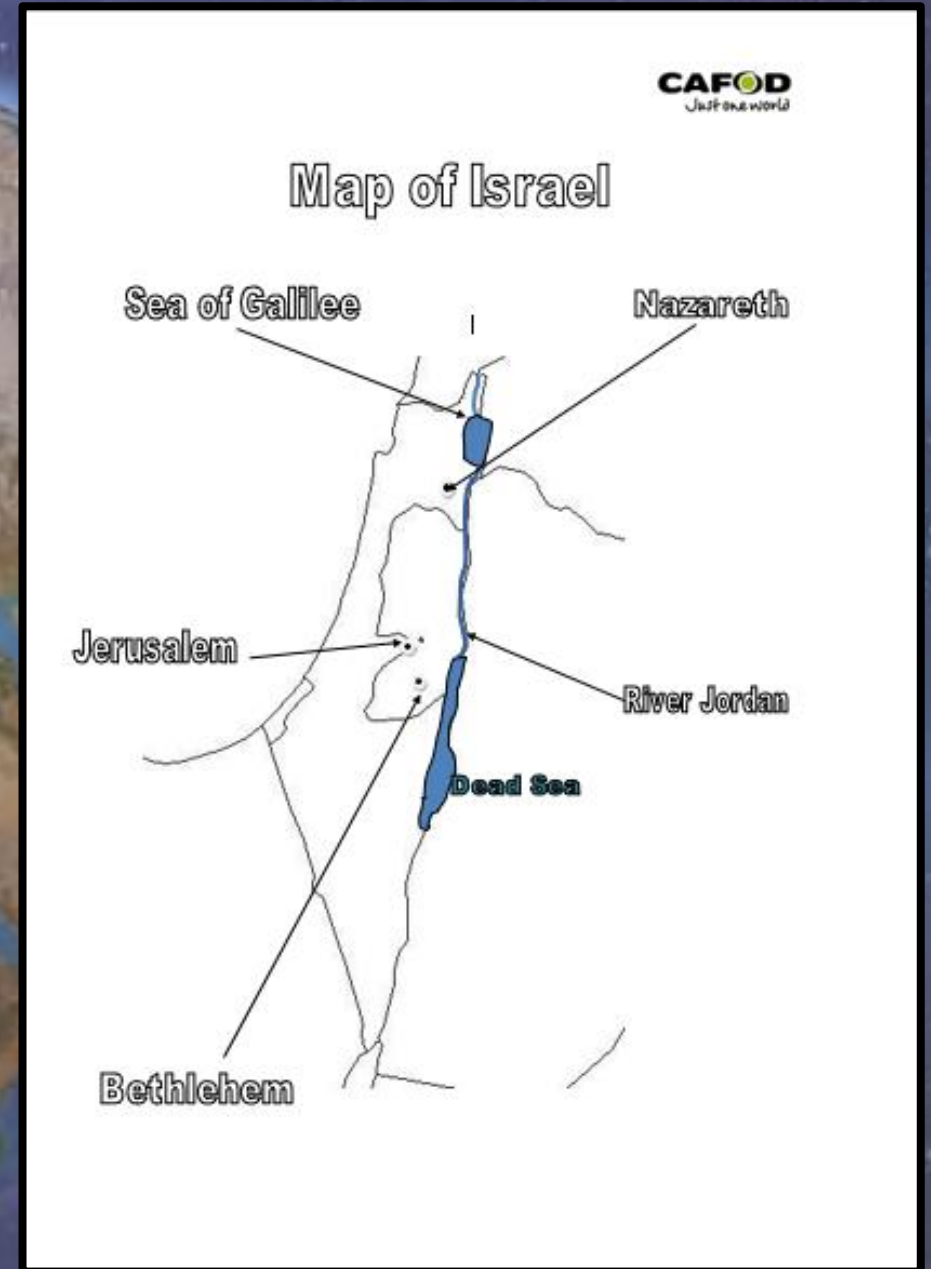 CAFOD
Just one world
Map of Israel
Sea of Galilee
Nazareth
Jerusalem
River Jordan
Dead Sea
Bethlehem